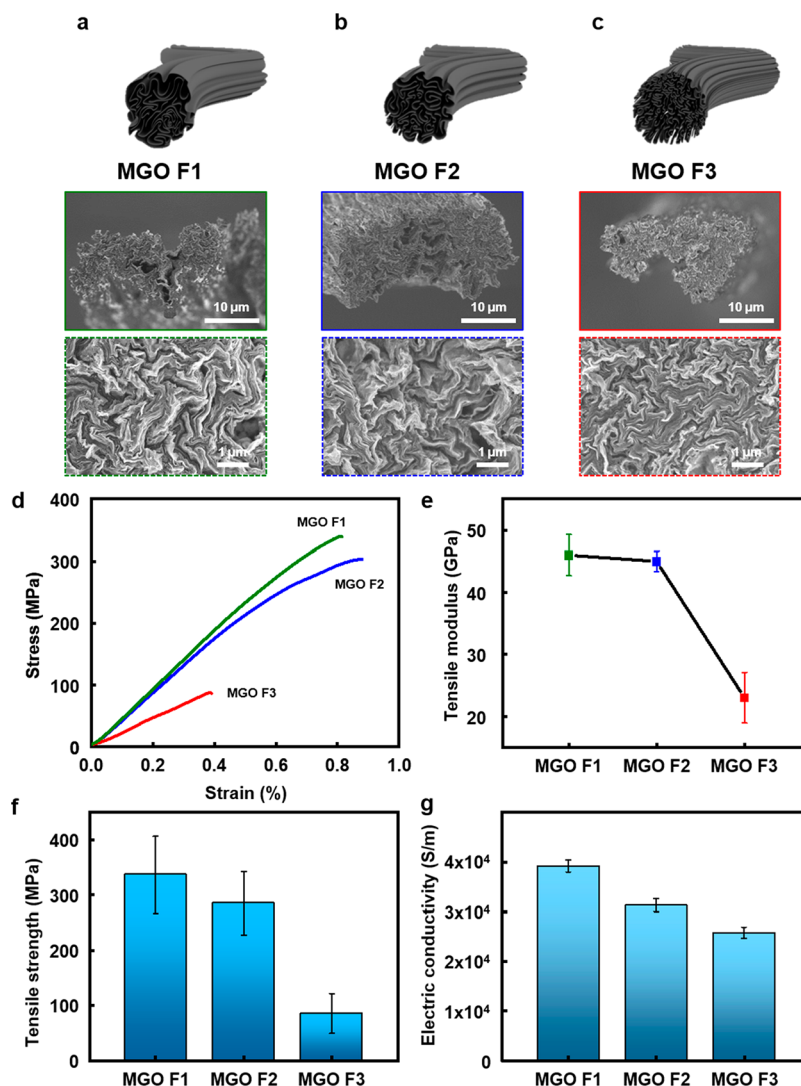 a b c
MGO F1 MGO F2 MGO F3
10 μm 10 μm 10 μm
1 μm 1 μm 1 μm
d
Stress (MPa)
400
300
200
100
0
MGO F1
MGO F2
MGO F3
0.0 0.2 0.4 0.6 0.8 1.0
Strain (%)
e
Tensile modulus (GPa)
50
40
30
20
MGO F1 MGO F2 MGO F3
f
Tensile strength (MPa)
400
300
200
100
0
MGO F1 MGO F2 MGO F3
g
Electric conductivity (S/m)
4x10⁴
3x10⁴
2x10⁴
1x10⁴
0
MGO F1 MGO F2 MGO F3